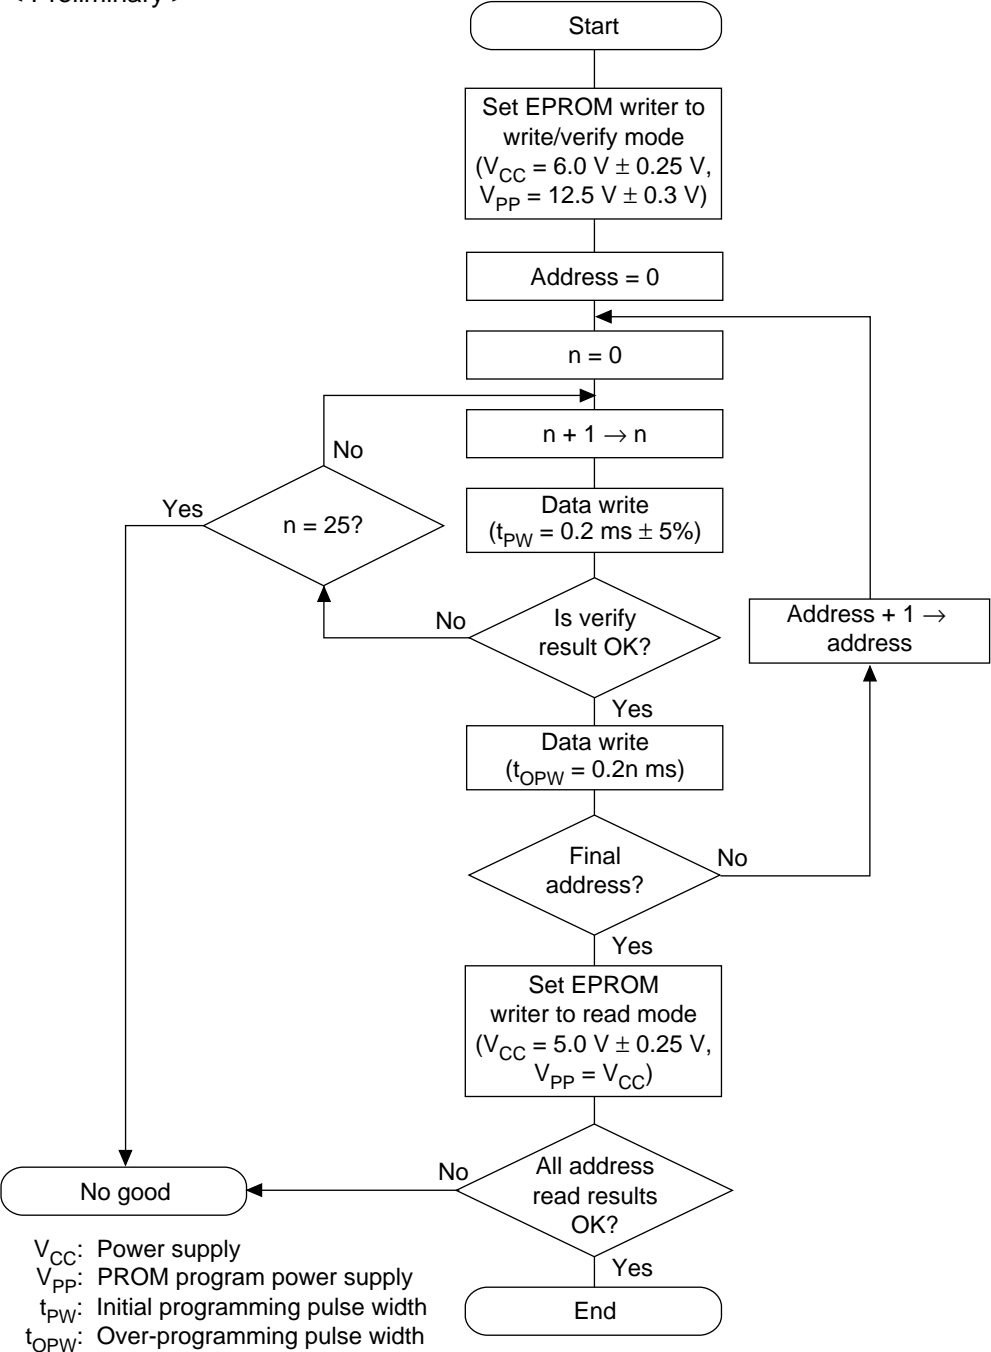 < Preliminary >
Start
Set EPROM writer to
write/verify mode
(VCC = 6.0 V ± 0.25 V,
VPP = 12.5 V ± 0.3 V)
Address = 0
n = 0
n + 1 → n
No
Yes
n = 25?
Data write
(tPW = 0.2 ms ± 5%)
No
Is verify
result OK?
Address + 1 →
address
Yes
Data write
(tOPW = 0.2n ms)
Final
address?
No
Yes
Set EPROM
writer to read mode
(VCC = 5.0 V ± 0.25 V,
VPP = VCC)
No
All address
read results
OK?
No good
Yes
End
VCC: Power supply
VPP: PROM program power supply
tPW: Initial programming pulse width
tOPW: Over-programming pulse width